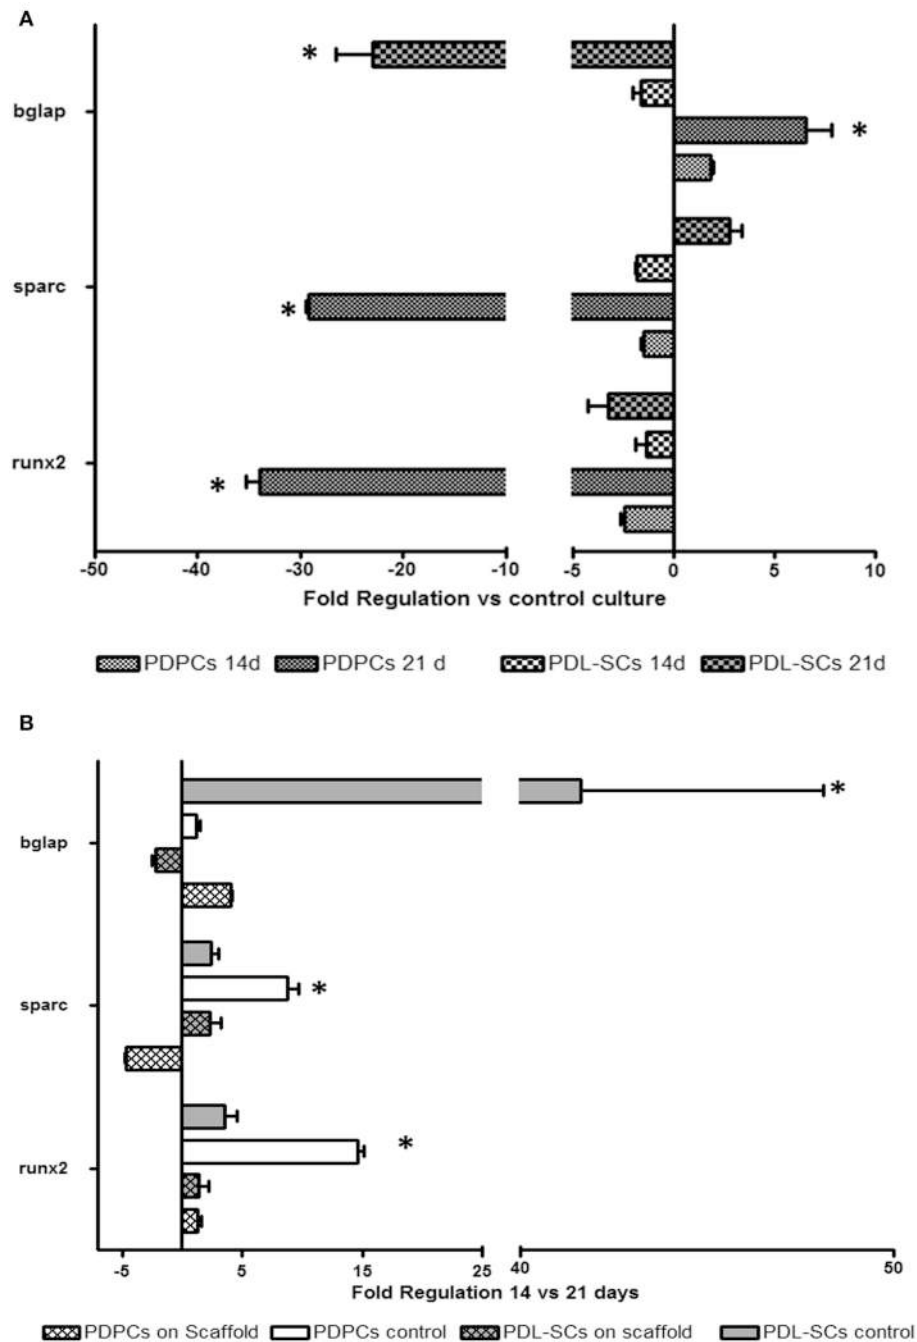 A
*
bglap
*
sparc
*
runx2
*
-50 -40 -30 -20 -10 -5 0 5 10
Fold Regulation vs control culture
PDPCs 14d PDPCs 21 d PDL-SCs 14d PDL-SCs 21d
B
*
bglap
*
sparc
*
runx2
-5 5 15 25 40 50
Fold Regulation 14 vs 21 days
PDPCs on Scaffold PDPCs control PDL-SCs on scaffold PDL-SCs control